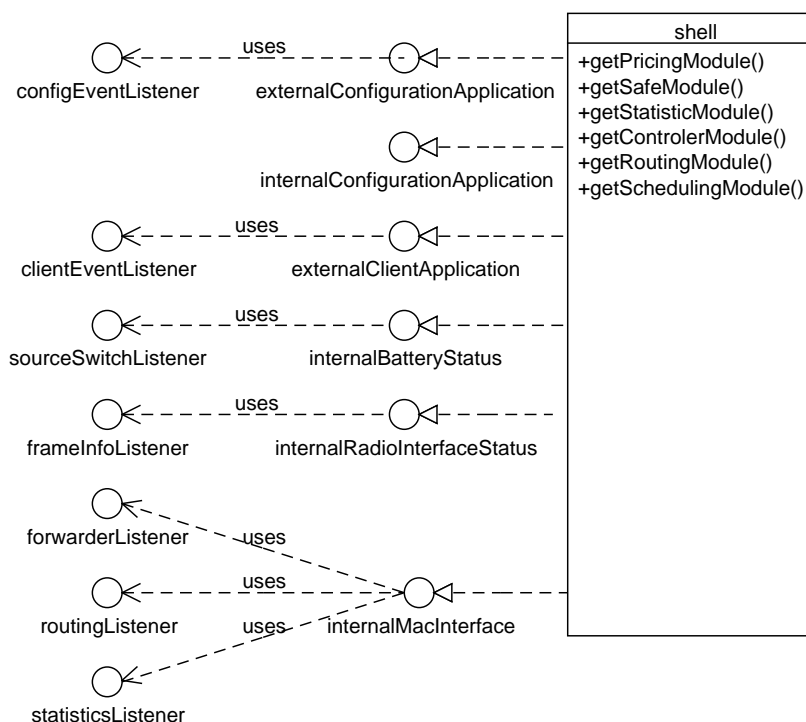 shell
uses
configEventListener
externalConfigurationApplication
+getPricingModule()
+getSafeModule()
+getStatisticModule()
+getControlerModule()
+getRoutingModule()
+getSchedulingModule()
internalConfigurationApplication
uses
clientEventListener
externalClientApplication
uses
sourceSwitchListener
internalBatteryStatus
uses
frameInfoListener
internalRadioInterfaceStatus
forwarderListener
uses
uses
routingListener
internalMacInterface
uses
statisticsListener